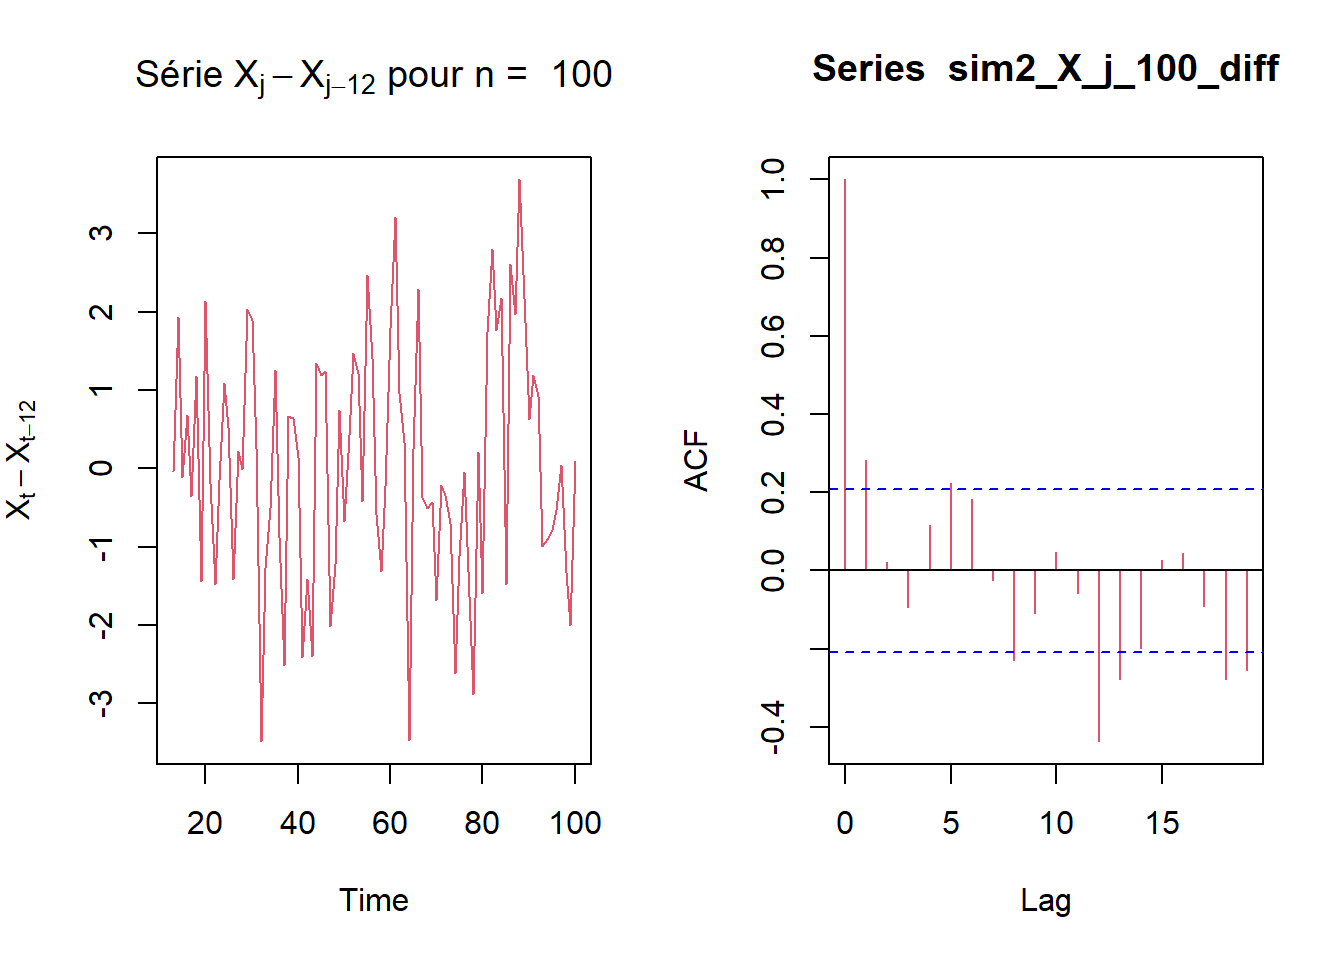 Série Xj – Xj–12 pour n =  100
Xt – Xt–12
3
2
1
0
-1
-2
-3
20 40 60 80 100
Time
Series  sim2_X_j_100_diff
ACF
1.0
0.8
0.6
0.4
0.2
0.0
-0.4
0 5 10 15
Lag